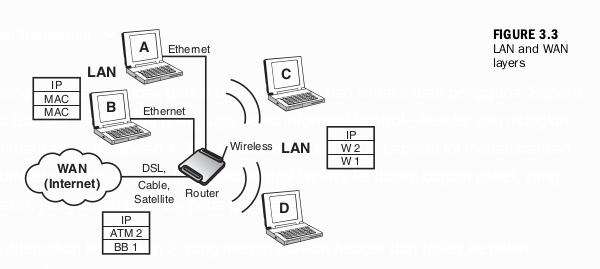 FIGURE 3.3
LAN and WAN
layers
A
Ethernet
LAN
C
IP
MAC
MAC
B
Ethernet
IP
W 2
W 1
Wireless
LAN
WAN
(Internet)
DSL,
Cable,
Satellite
Router
D
IP
ATM 2
BB 1